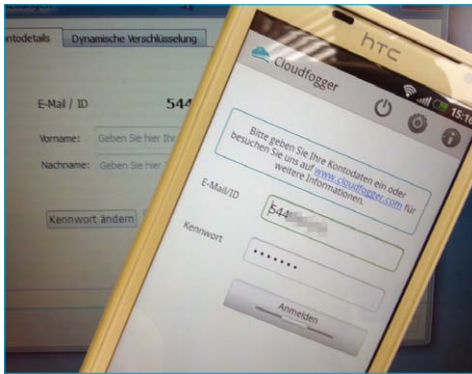 Kontodetails
Dynamische Verschlüsselung
E-Mail / ID
544
Vorname:
Geben Sie hier Ihr
Nachname:
Geben Sie hier
Kennwort ändern
hTC
15:16
Cloudfogger
Bitte geben Sie Ihre Kontodaten ein oder
besuchen Sie uns auf www.cloudfogger.com für
weitere Informationen.
E-Mail/ID
544
Kennwort
Anmelden